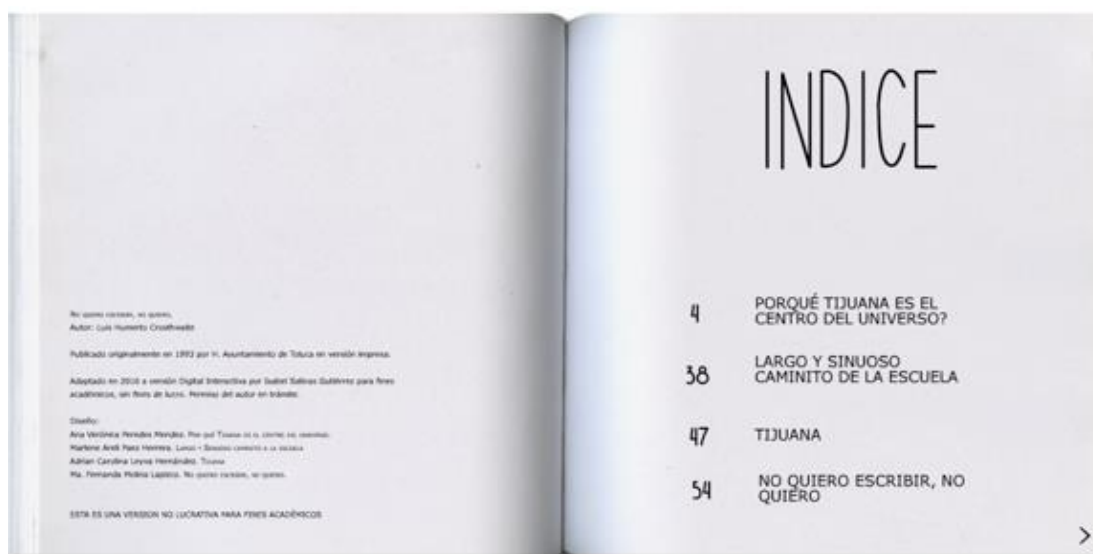 NO QUIERO ESCRIBIR, NO QUIERO.
Autor: Luis Humerto Crosthwaite
Publicado originalmente en 1993 por H. Ayuntamiento de Toluca en versión impresa.
Adaptado en 2016 a versión Digital Interactiva por Isabel Salinas Gutiérrez para fines
académicos, sin fines de lucro. Permiso del autor en trámite.
Diseño:
Ana Verónica Paredes Mendez. POR QUÉ TIJUANA ES EL CENTRO DEL UNIVERSO.
Marlene Areli Paez Herrera. LARGO Y SINUOSO CAMINITO A LA ESCUELA
Adrian Carolina Leyva Hernández. TIJUANA
Ma. Fernanda Molina NO QUIERO ESCRIBIR, NO QUIERO.
ESTA ES UNA VERSION NO LUCRATIVA PARA FINES ACADÉMICOS
INDICE
4 PORQUÉ TIJUANA ES EL
CENTRO DEL UNIVERSO?
38 LARGO Y SINUOSO
CAMINITO DE LA ESCUELA
47 TIJUANA
54 NO QUIERO ESCRIBIR, NO
QUIERO
>